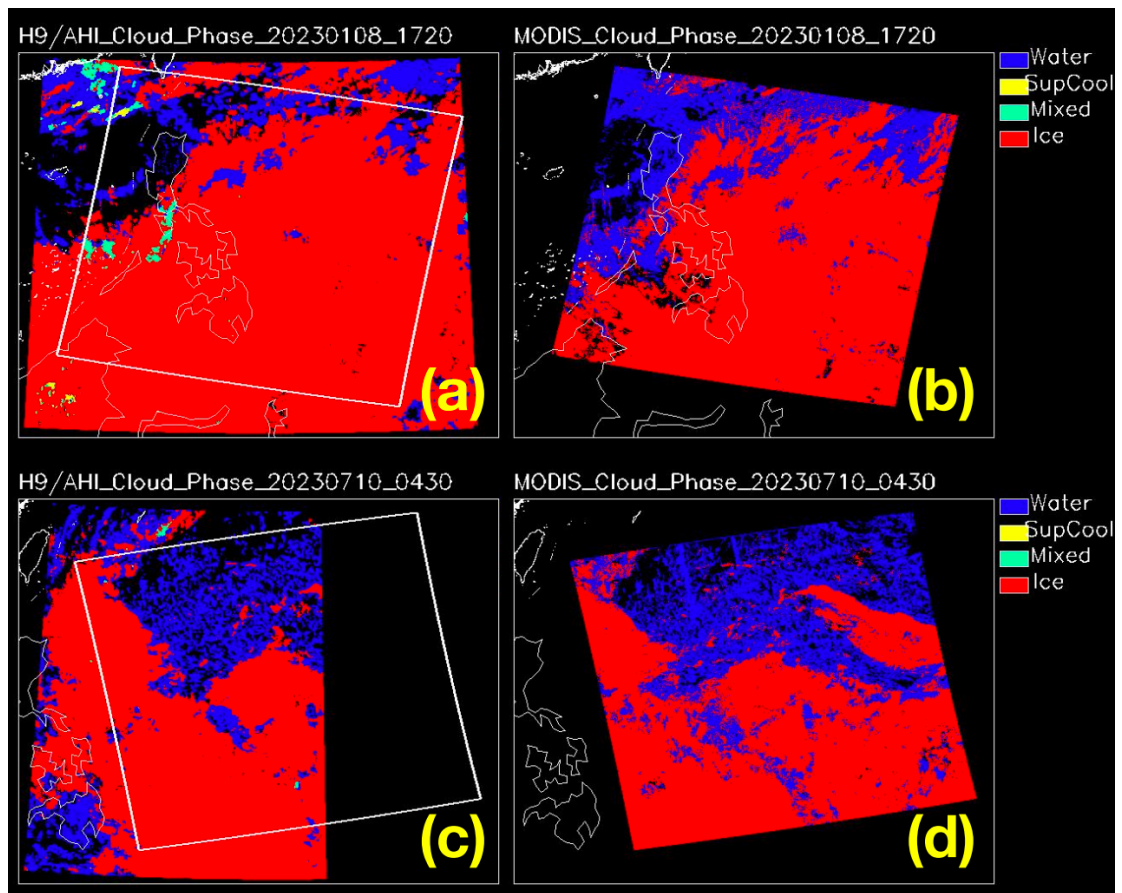 H9/AHI_Cloud_Phase_20230108_1720
MODIS_Cloud_Phase_20230108_1720
Water
SupCool
Mixed
Ice
(a)
(b)
H9/AHI_Cloud_Phase_20230710_0430
MODIS_Cloud_Phase_20230710_0430
Water
SupCool
Mixed
Ice
(c)
(d)